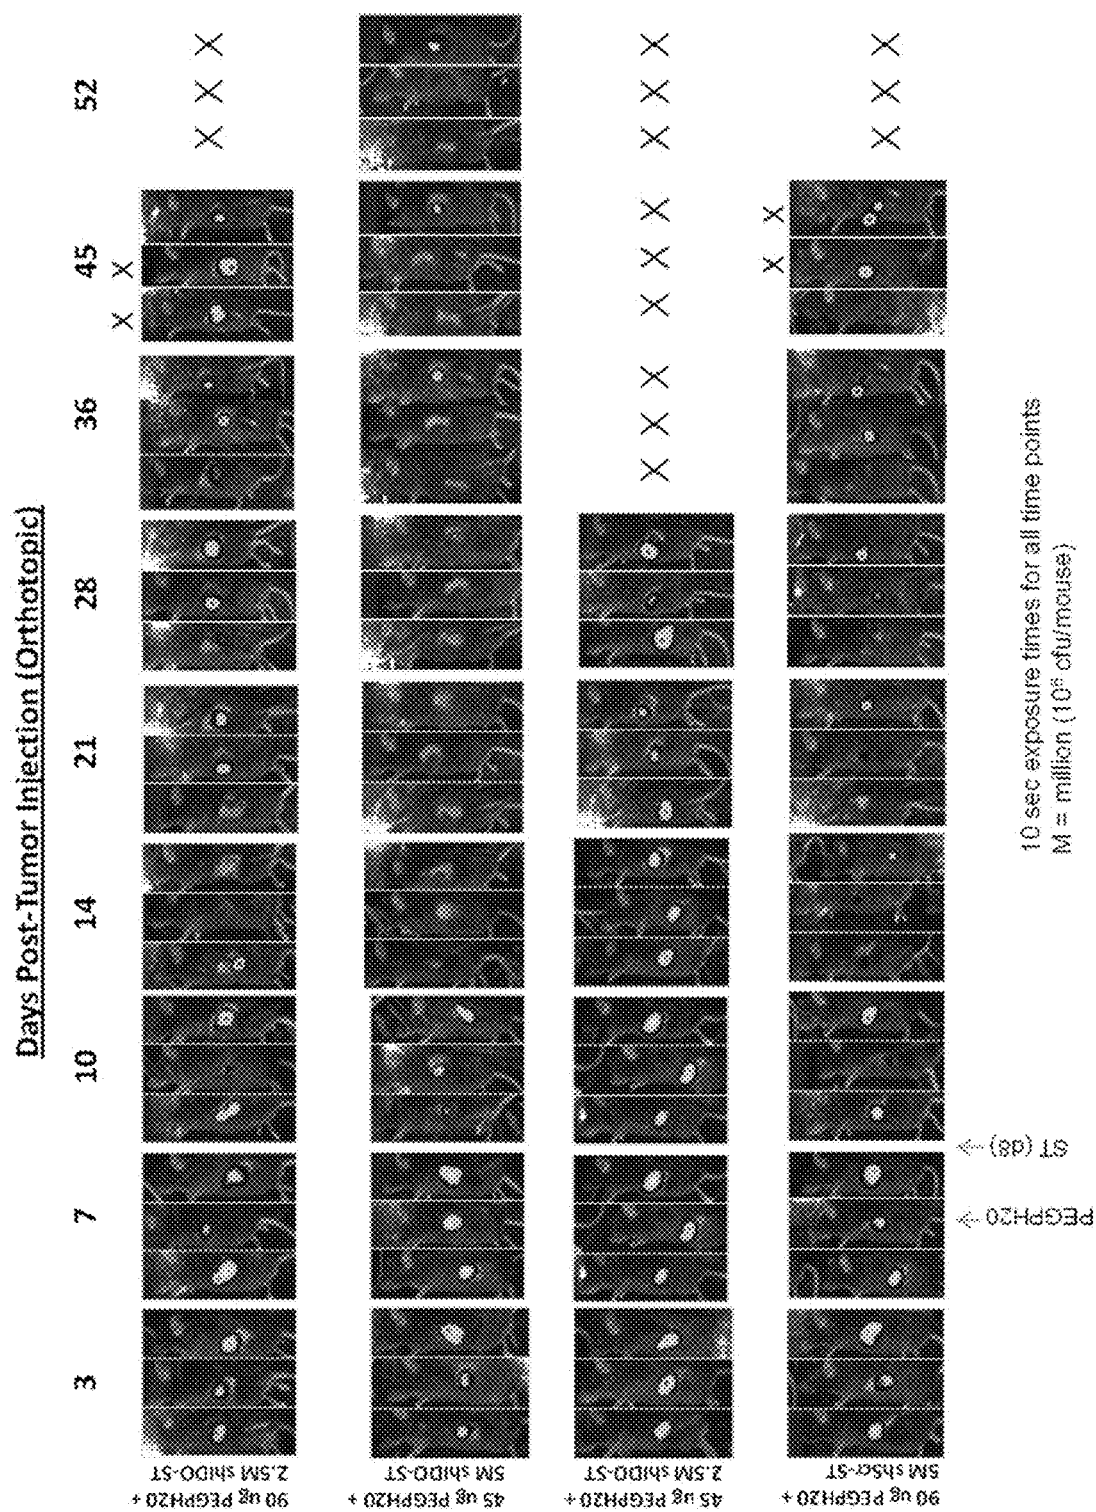 Days Post-Tumor Injection (Orthotopic)
3 7 10 14 21 28 36 45 52
X X
X X X
90 ug PEGPH20 +
2.5M shIDO-ST
45 ug PEGPH20 +
5M shIDO-ST
X X X
X X X
X X X
45 ug PEGPH20 +
2.5M shIDO-ST
X X
X X X
90 ug PEGPH20 +
5M shScr-ST
PEGPH20
ST (d8)
10 sec exposure times for all time points
M = million (10⁶ cfu/mouse)